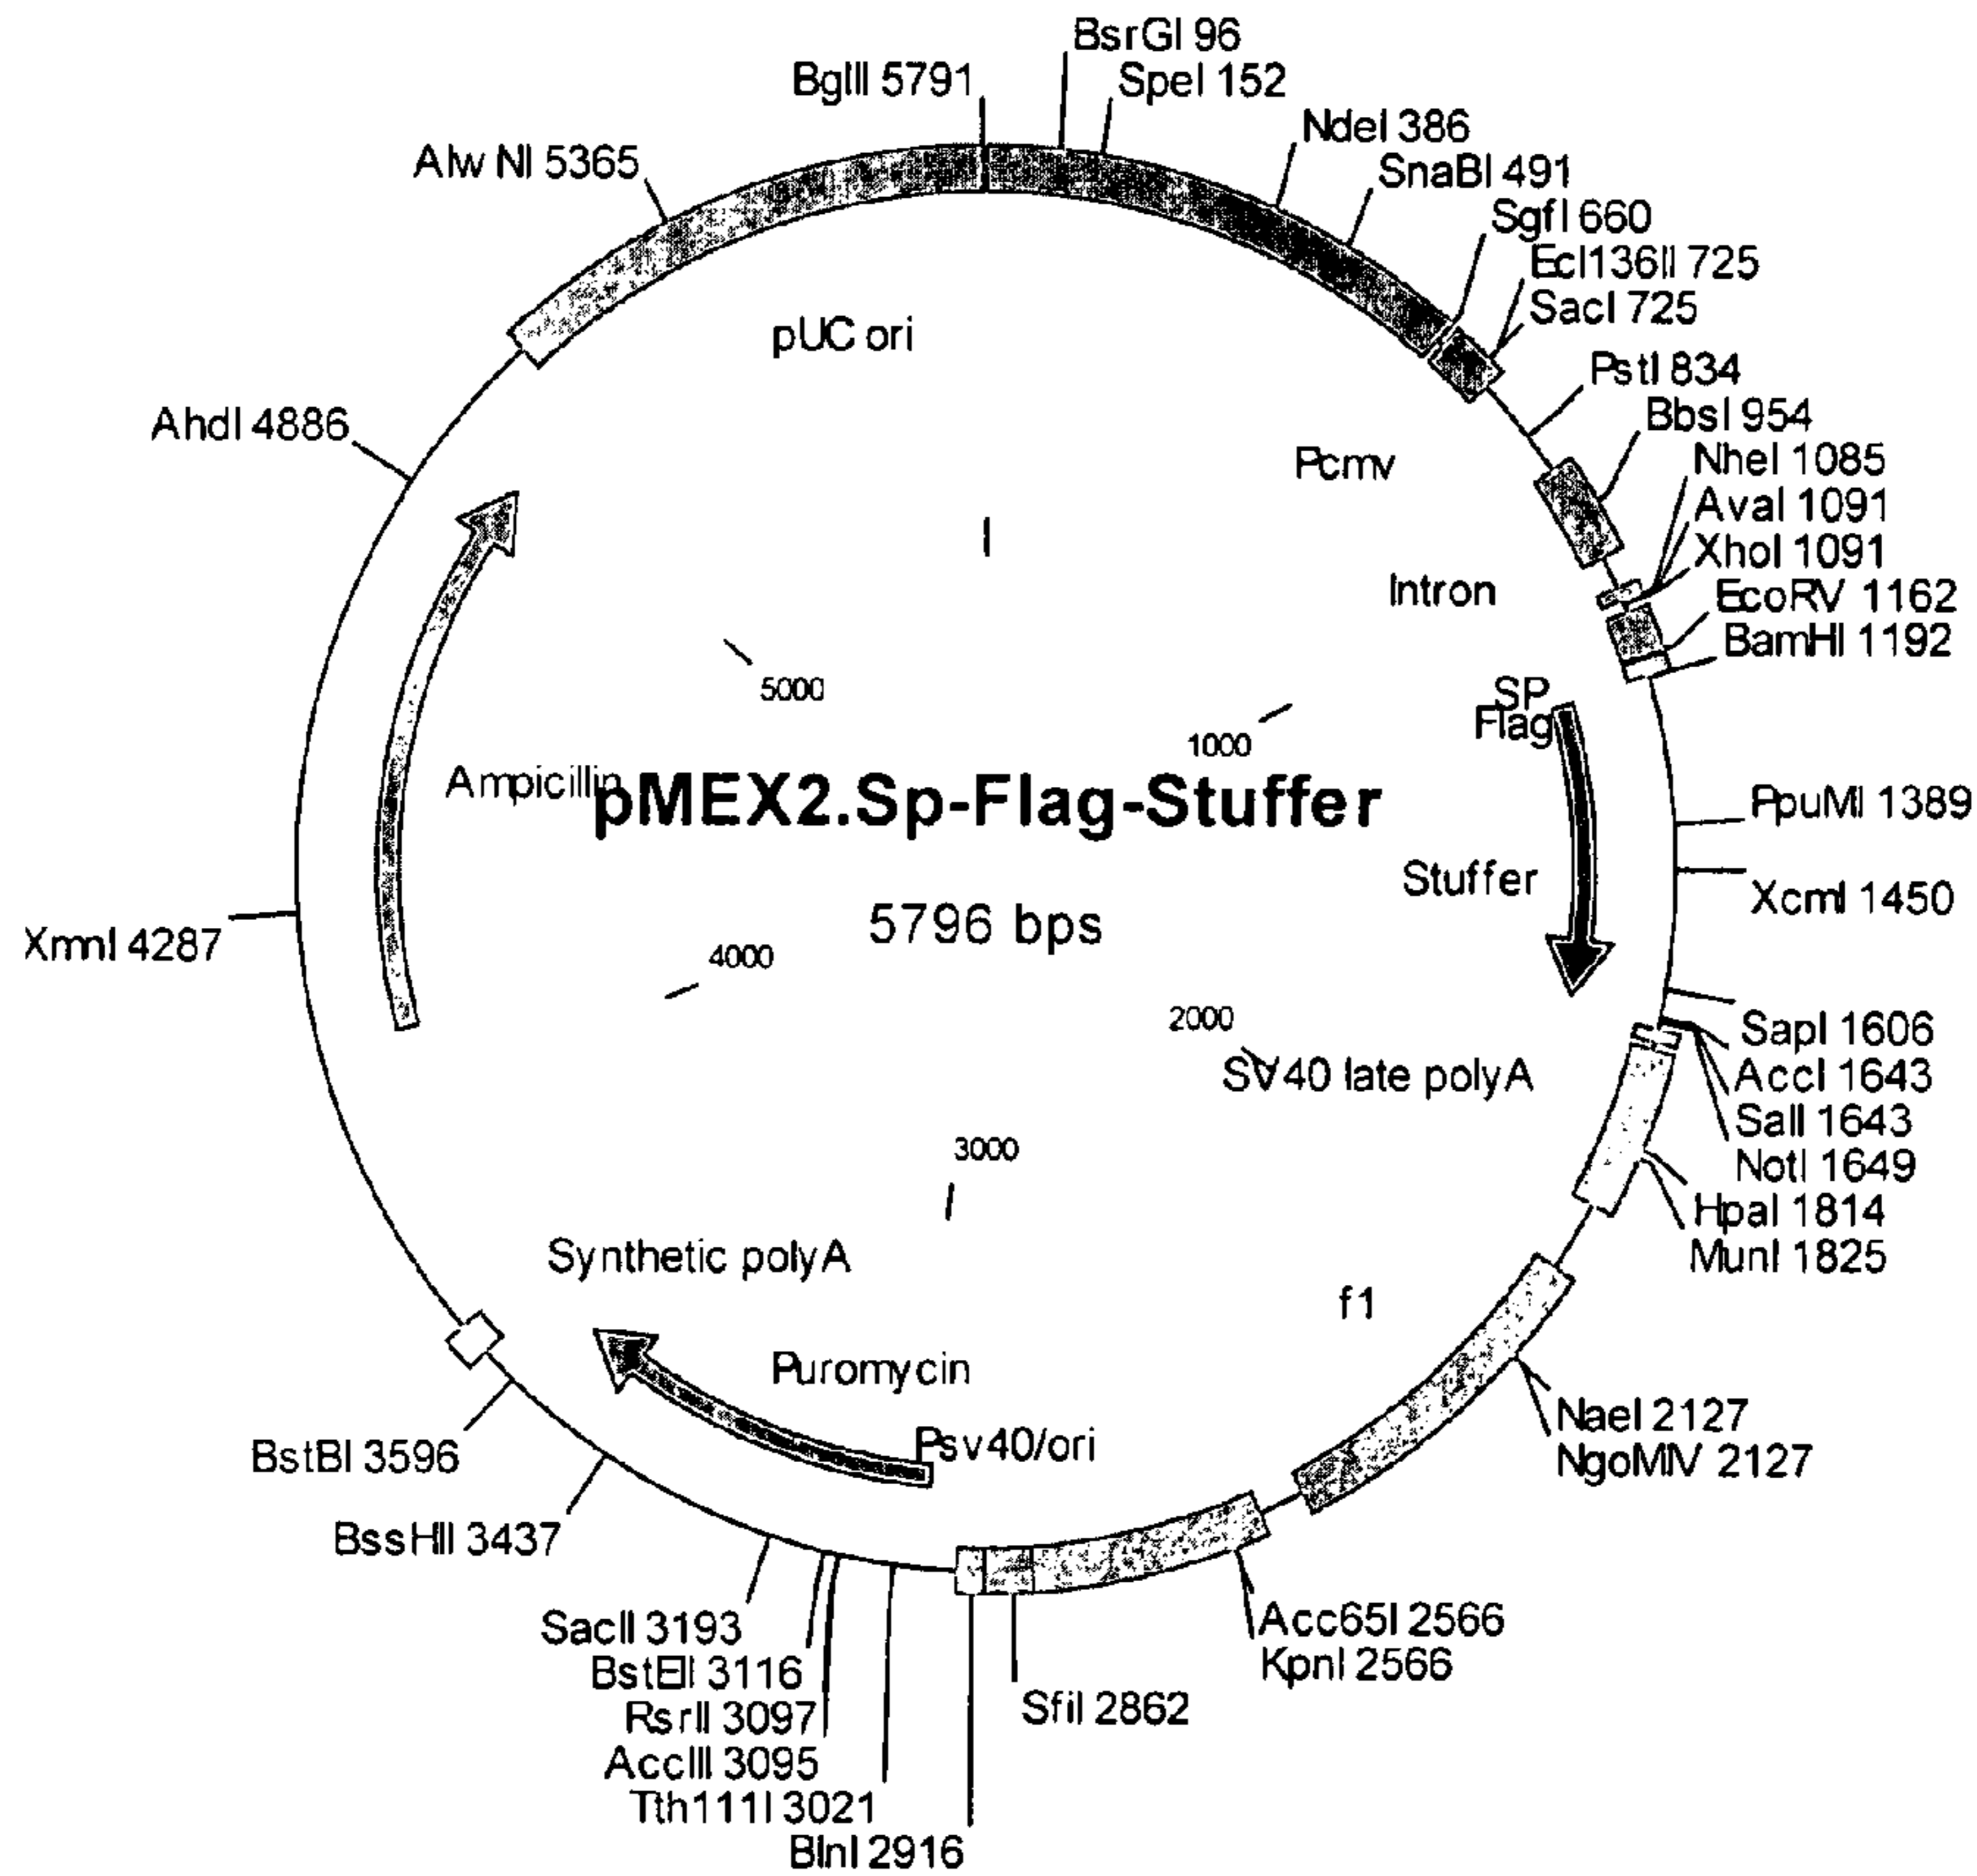 BsrGI 96
BglII 5791
SpeI 152
NdeI 386
AlwNI 5365
SnaBI 491
SgfI 660
Ecl136II 725
SacI 725
pUC ori
PstI 834
BbsI 954
AhdI 4886
Pcmv
NheI 1085
AvaI 1091
XhoI 1091
Intron
EcoRV 1162
BamHI 1192
5000
SP
Flag
1000
Ampicillin
pMEX2.Sp-Flag-Stuffer
PpuMI 1389
Stuffer
XcmI 1450
5796 bps
XmnI 4287
4000
2000
SapI 1606
SV40 late polyA
AccI 1643
SalI 1643
3000
NotI 1649
HpaI 1814
Synthetic polyA
MunI 1825
f1
Puromycin
NaeI 2127
Psv40/ori
BstBI 3596
NgoMIV 2127
BssHII 3437
Acc65I 2566
SacII 3193
KpnI 2566
BstEII 3116
SfiI 2862
RsrII 3097
AccIII 3095
Tth111I 3021
BlnI 2916